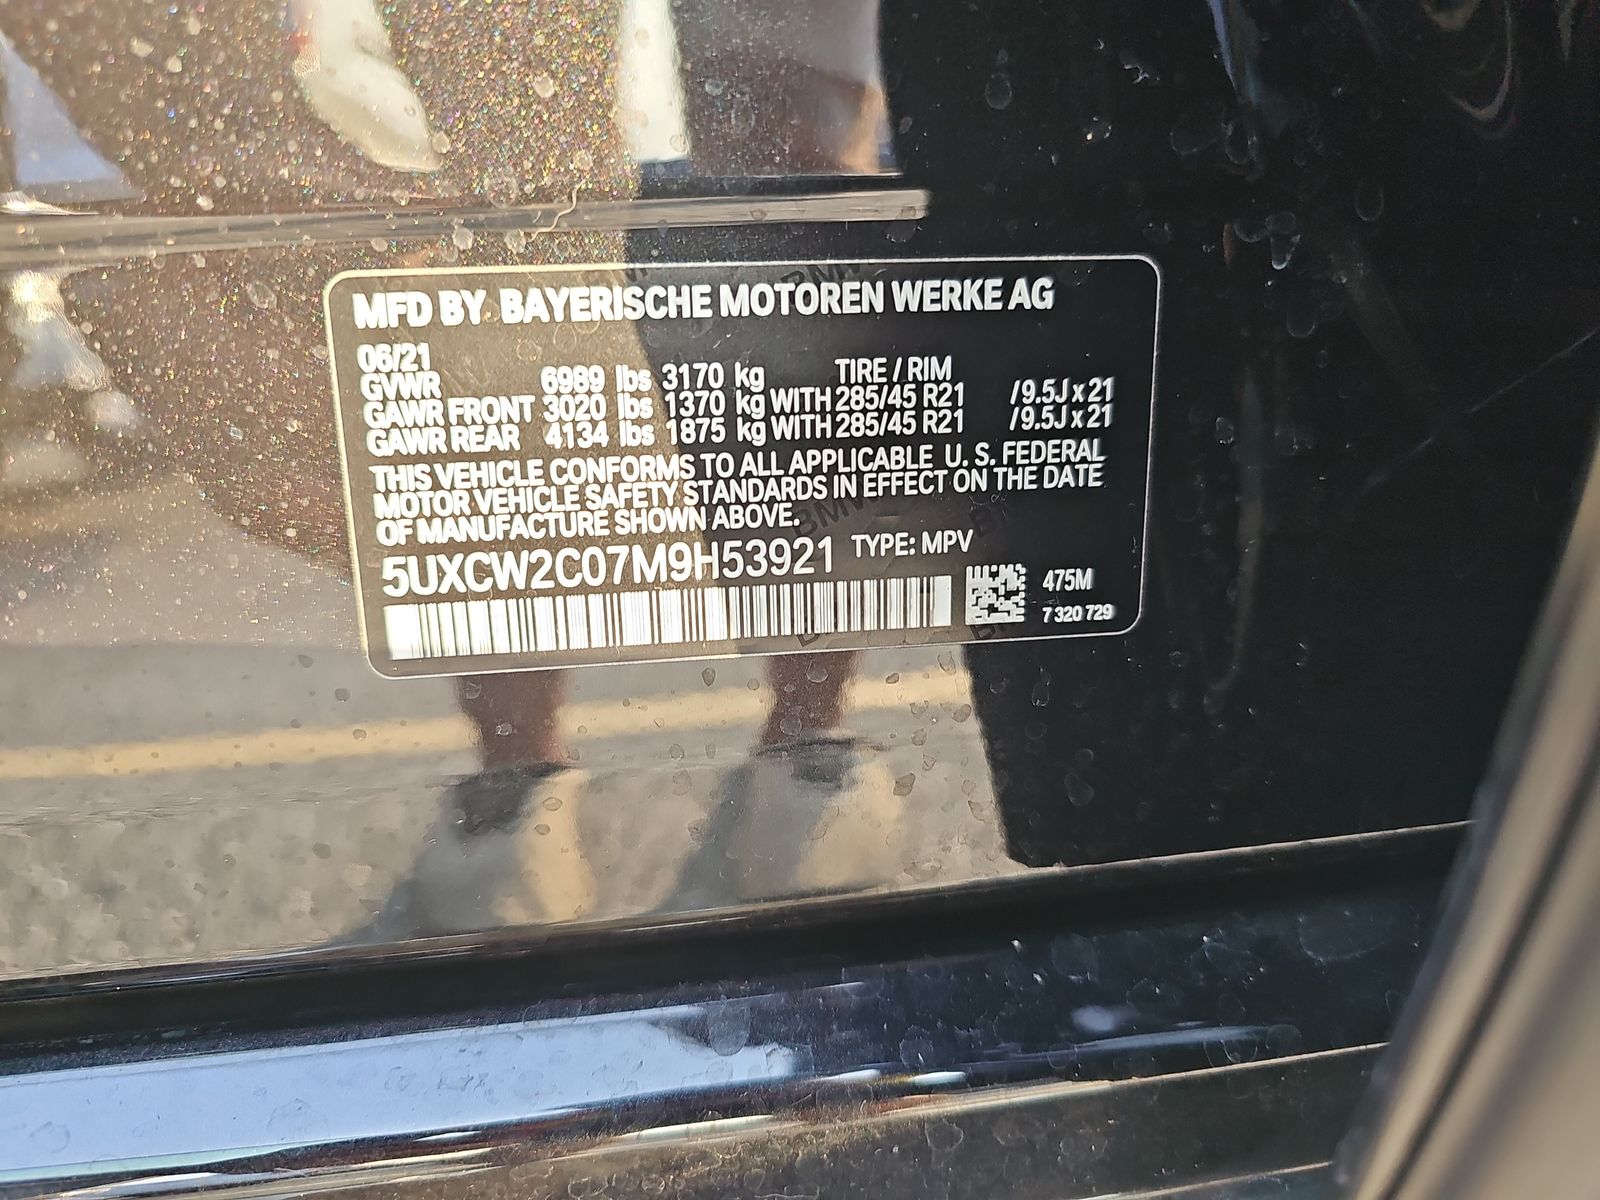 MFD BY BAYERISCHE MOTOREN WERKE AG
06/21 TIRE / RIM
GVWR 6989 lbs 3170 kg
GAWR FRONT 3020 lbs 1370 kg WITH 285/45 R21 /9.5J x 21
GAWR REAR 4134 lbs 1875 kg WITH 285/45 R21 /9.5J x 21
THIS VEHICLE CONFORMS TO ALL APPLICABLE U. S. FEDERAL
MOTOR VEHICLE SAFETY STANDARDS IN EFFECT ON THE DATE
OF MANUFACTURE SHOWN ABOVE.
5UXCW2C07M9H53921 TYPE: MPV
475M
7 320 729